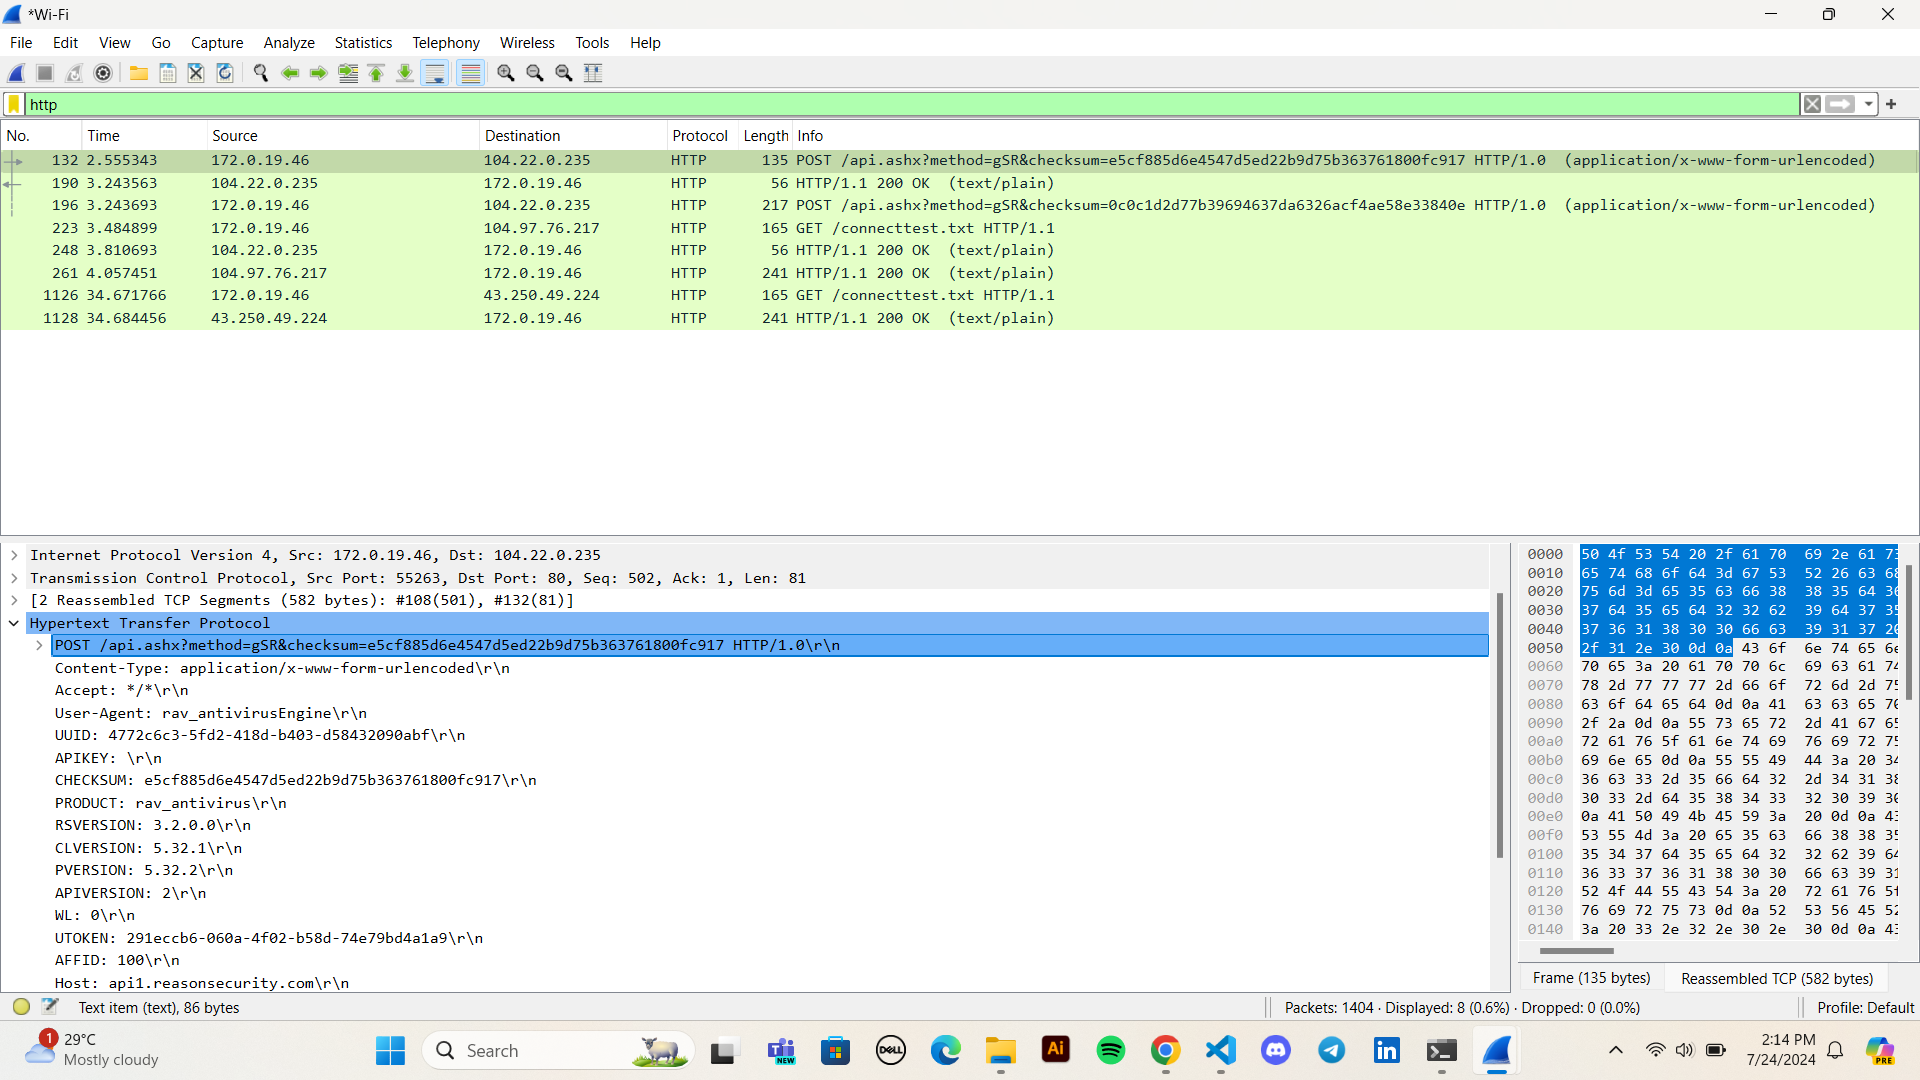 *Wi-Fi
File Edit View Go Capture Analyze Statistics Telephony Wireless Tools Help
http
No. Time Source Destination Protocol Length Info
132 2.555343 172.0.19.46 104.22.0.235 HTTP 135 POST /api.ashx?method=gSR&checksum=e5cf885d6e4547d5ed22b9d75b363761800fc917 HTTP/1.0 (application/x-www-form-urlencoded)
190 3.243563 104.22.0.235 172.0.19.46 HTTP 56 HTTP/1.1 200 OK (text/plain)
196 3.243693 172.0.19.46 104.22.0.235 HTTP 217 POST /api.ashx?method=gSR&checksum=0c0c1d2d77b39694637da6326acf4ae58e33840e HTTP/1.0 (application/x-www-form-urlencoded)
223 3.484899 172.0.19.46 104.97.76.217 HTTP 165 GET /connecttest.txt HTTP/1.1
248 3.810693 104.22.0.235 172.0.19.46 HTTP 56 HTTP/1.1 200 OK (text/plain)
261 4.057451 104.97.76.217 172.0.19.46 HTTP 241 HTTP/1.1 200 OK (text/plain)
1126 34.671766 172.0.19.46 43.250.49.224 HTTP 165 GET /connecttest.txt HTTP/1.1
1128 34.684456 43.250.49.224 172.0.19.46 HTTP 241 HTTP/1.1 200 OK (text/plain)
Internet Protocol Version 4, Src: 172.0.19.46, Dst: 104.22.0.235
Transmission Control Protocol, Src Port: 55263, Dst Port: 80, Seq: 502, Ack: 1, Len: 81
[2 Reassembled TCP Segments (582 bytes): #108(501), #132(81)]
Hypertext Transfer Protocol
POST /api.ashx?method=gSR&checksum=e5cf885d6e4547d5ed22b9d75b363761800fc917 HTTP/1.0\r\n
Content-Type: application/x-www-form-urlencoded\r\n
Accept: */*\r\n
User-Agent: rav_antivirusEngine\r\n
UUID: 4772c6c3-5fd2-418d-b403-d58432090abf\r\n
APIKEY: \r\n
CHECKSUM: e5cf885d6e4547d5ed22b9d75b363761800fc917\r\n
PRODUCT: rav_antivirus\r\n
RSVERSION: 3.2.0.0\r\n
CLVERSION: 5.32.1\r\n
PVERSION: 5.32.2\r\n
APIVERSION: 2\r\n
WL: 0\r\n
UTOKEN: 291eccb6-060a-4f02-b58d-74e79bd4a1a9\r\n
AFFID: 100\r\n
Host: api1.reasonsecurity.com\r\n
0000 50 4f 53 54 20 2f 61 70 69 2e 61 73
0010 65 74 68 6f 64 3d 67 53 52 26 63 68
0020 75 6d 3d 65 35 63 66 38 38 35 64 36
0030 37 64 35 65 64 32 32 62 39 64 37 35
0040 37 36 31 38 30 30 66 63 39 31 37 20
0050 2f 31 2e 30 0d 0a 43 6f 6e 74 65 6e
0060 70 65 3a 20 61 70 70 6c 69 63 61 74
0070 78 2d 77 77 77 2d 66 6f 72 6d 2d 75
0080 63 6f 64 65 64 0d 0a 41 63 63 65 70
0090 2f 2a 0d 0a 55 73 65 72 2d 41 67 65
00a0 72 61 76 5f 61 6e 74 69 76 69 72 75
00b0 69 6e 65 0d 0a 55 55 49 44 3a 20 34
00c0 36 63 33 2d 35 66 64 32 2d 34 31 38
00d0 30 33 2d 64 35 38 34 33 32 30 39 30
00e0 0a 41 50 49 4b 45 59 3a 20 0d 0a 43
00f0 53 55 4d 3a 20 65 35 63 66 38 38 35
0100 35 34 37 64 35 65 64 32 32 62 39 64
0110 36 33 37 36 31 38 30 30 66 63 39 31
0120 52 4f 44 55 43 54 3a 20 72 61 76 5f
0130 76 69 72 75 73 0d 0a 52 53 56 45 52
0140 3a 20 33 2e 32 2e 30 2e 30 0d 0a 43
Frame (135 bytes) Reassembled TCP (582 bytes)
Text item (text), 86 bytes
Packets: 1404 · Displayed: 8 (0.6%) · Dropped: 0 (0.0%)
Profile: Default
1
29°C
Mostly cloudy
Search
NEW
DELL
Ai
in
2:14 PM
7/24/2024
PRE